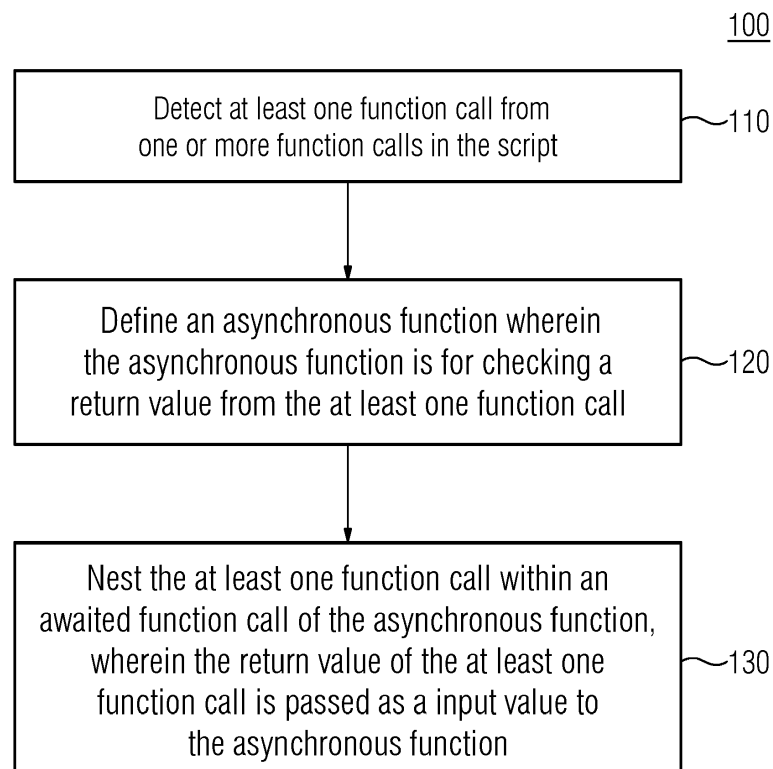 100
Detect at least one function call from
one or more function calls in the script
110
Define an asynchronous function wherein
the asynchronous function is for checking a
return value from the at least one function call
120
Nest the at least one function call within an
awaited function call of the asynchronous function,
wherein the return value of the at least one
function call is passed as a input value to
the asynchronous function
130